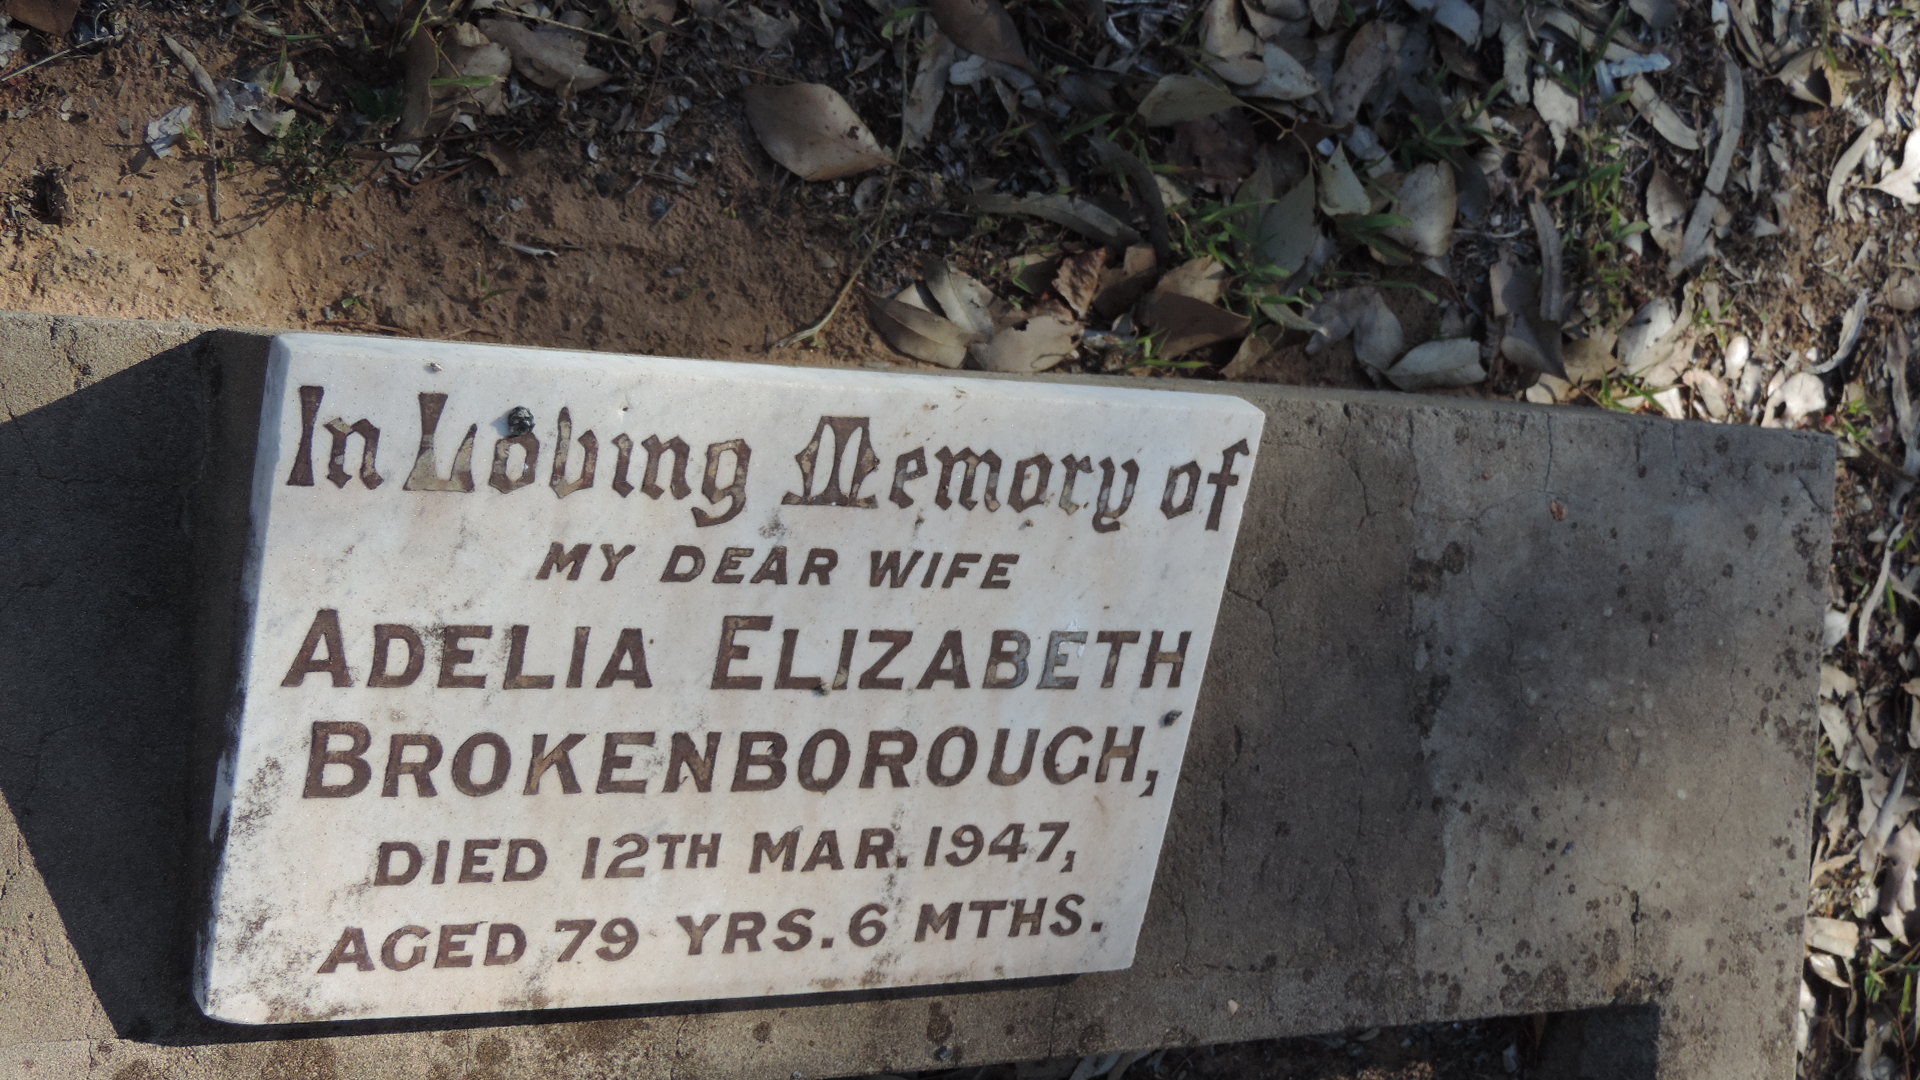 In Loving Memory of
MY DEAR WIFE
ADELIA ELIZABETH
BROKENBOROUGH,
DIED 12TH MAR. 1947,
AGED 79 YRS. 6 MTHS.